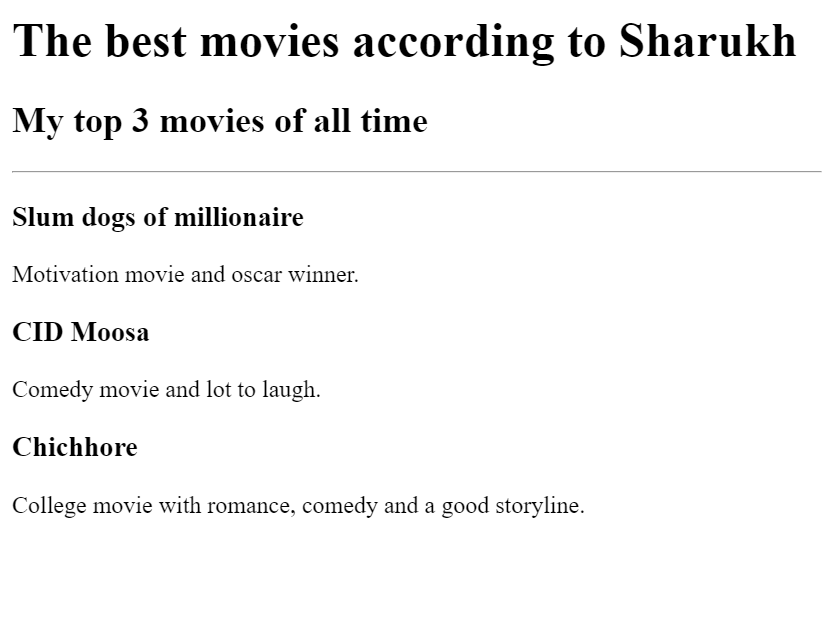 The best movies according to Sharukh
My top 3 movies of all time
Slum dogs of millionaire
Motivation movie and oscar winner.
CID Moosa
Comedy movie and lot to laugh.
Chichhore
College movie with romance, comedy and a good storyline.